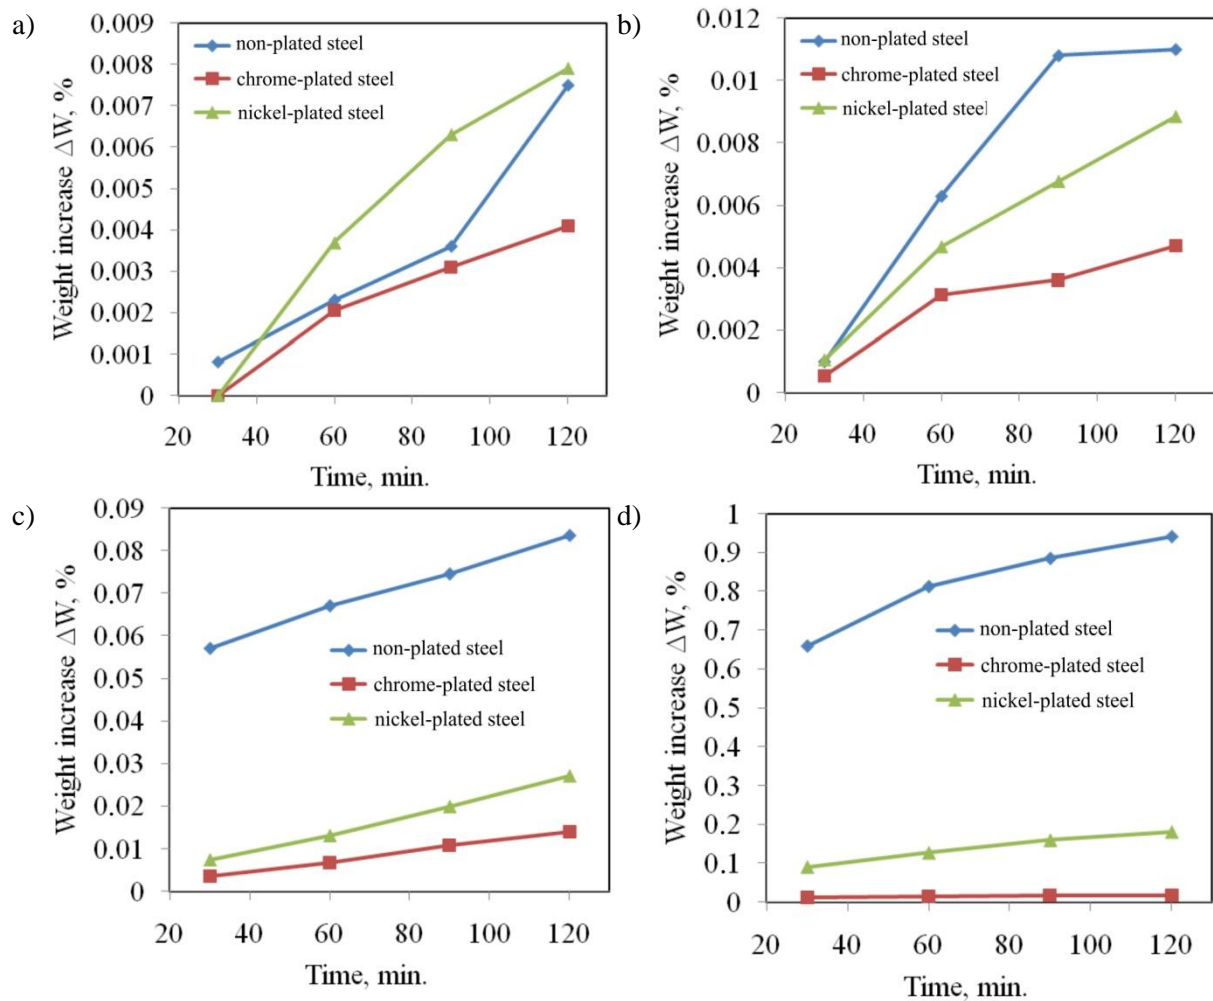 a)
Weight increase ΔW, %
0.009
0.008
0.007
0.006
0.005
0.004
0.003
0.002
0.001
0
non-plated steel
chrome-plated steel
nickel-plated steel
20 40 60 80 100 120
Time, min.
b)
Weight increase ΔW, %
0.012
0.01
0.008
0.006
0.004
0.002
0
non-plated steel
chrome-plated steel
nickel-plated steel
20 40 60 80 100 120
Time, min.
c)
Weight increase ΔW, %
0.09
0.08
0.07
0.06
0.05
0.04
0.03
0.02
0.01
0
non-plated steel
chrome-plated steel
nickel-plated steel
20 40 60 80 100 120
Time, min.
d)
Weight increase ΔW, %
1
0.9
0.8
0.7
0.6
0.5
0.4
0.3
0.2
0.1
0
non-plated steel
chrome-plated steel
nickel-plated steel
20 40 60 80 100 120
Time, min.